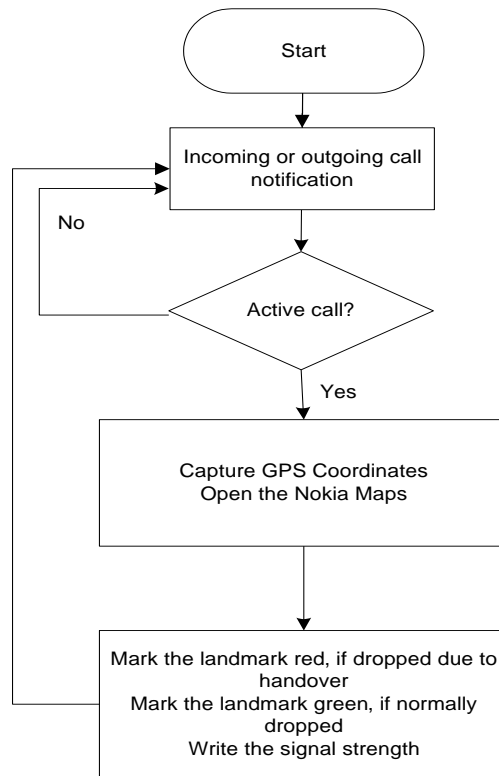 Start
Incoming or outgoing call
notification
No
Active call?
Yes
Capture GPS Coordinates
Open the Nokia Maps
Mark the landmark red, if dropped due to
handover
Mark the landmark green, if normally
dropped
Write the signal strength